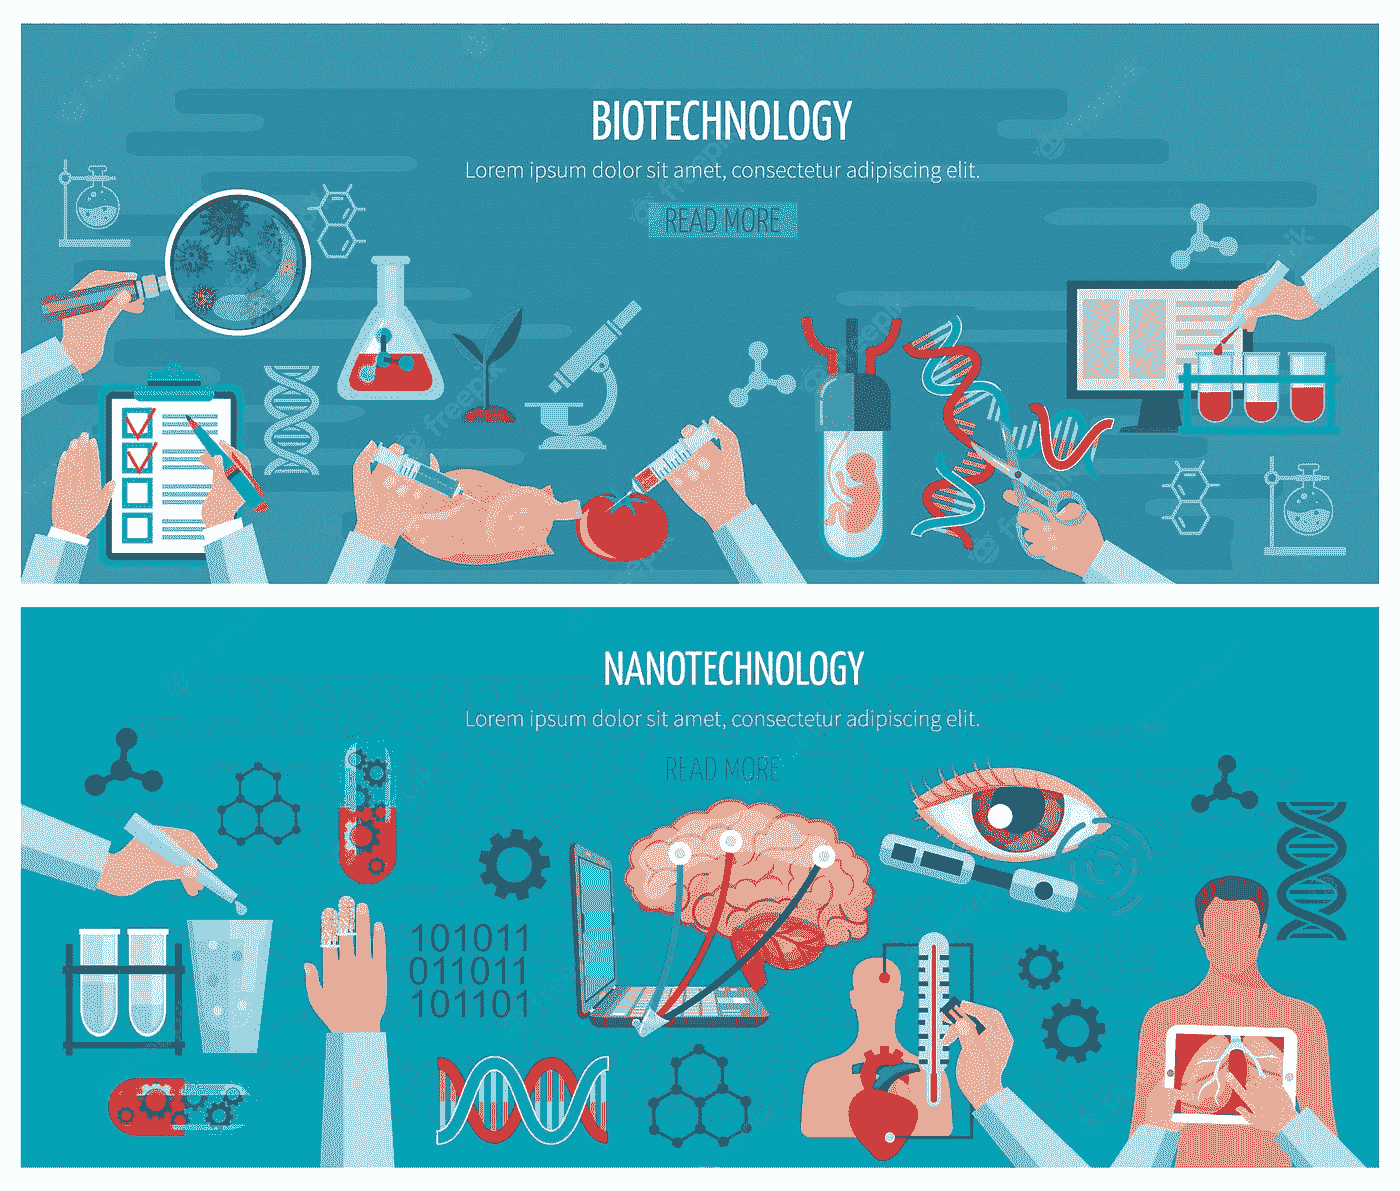 BIOTECHNOLOGY
Lorem ipsum dolor sit amet, consectetur adipiscing elit.
READ MORE
NANOTECHNOLOGY
Lorem ipsum dolor sit amet, consectetur adipiscing elit.
READ MORE
101011
011011
101101